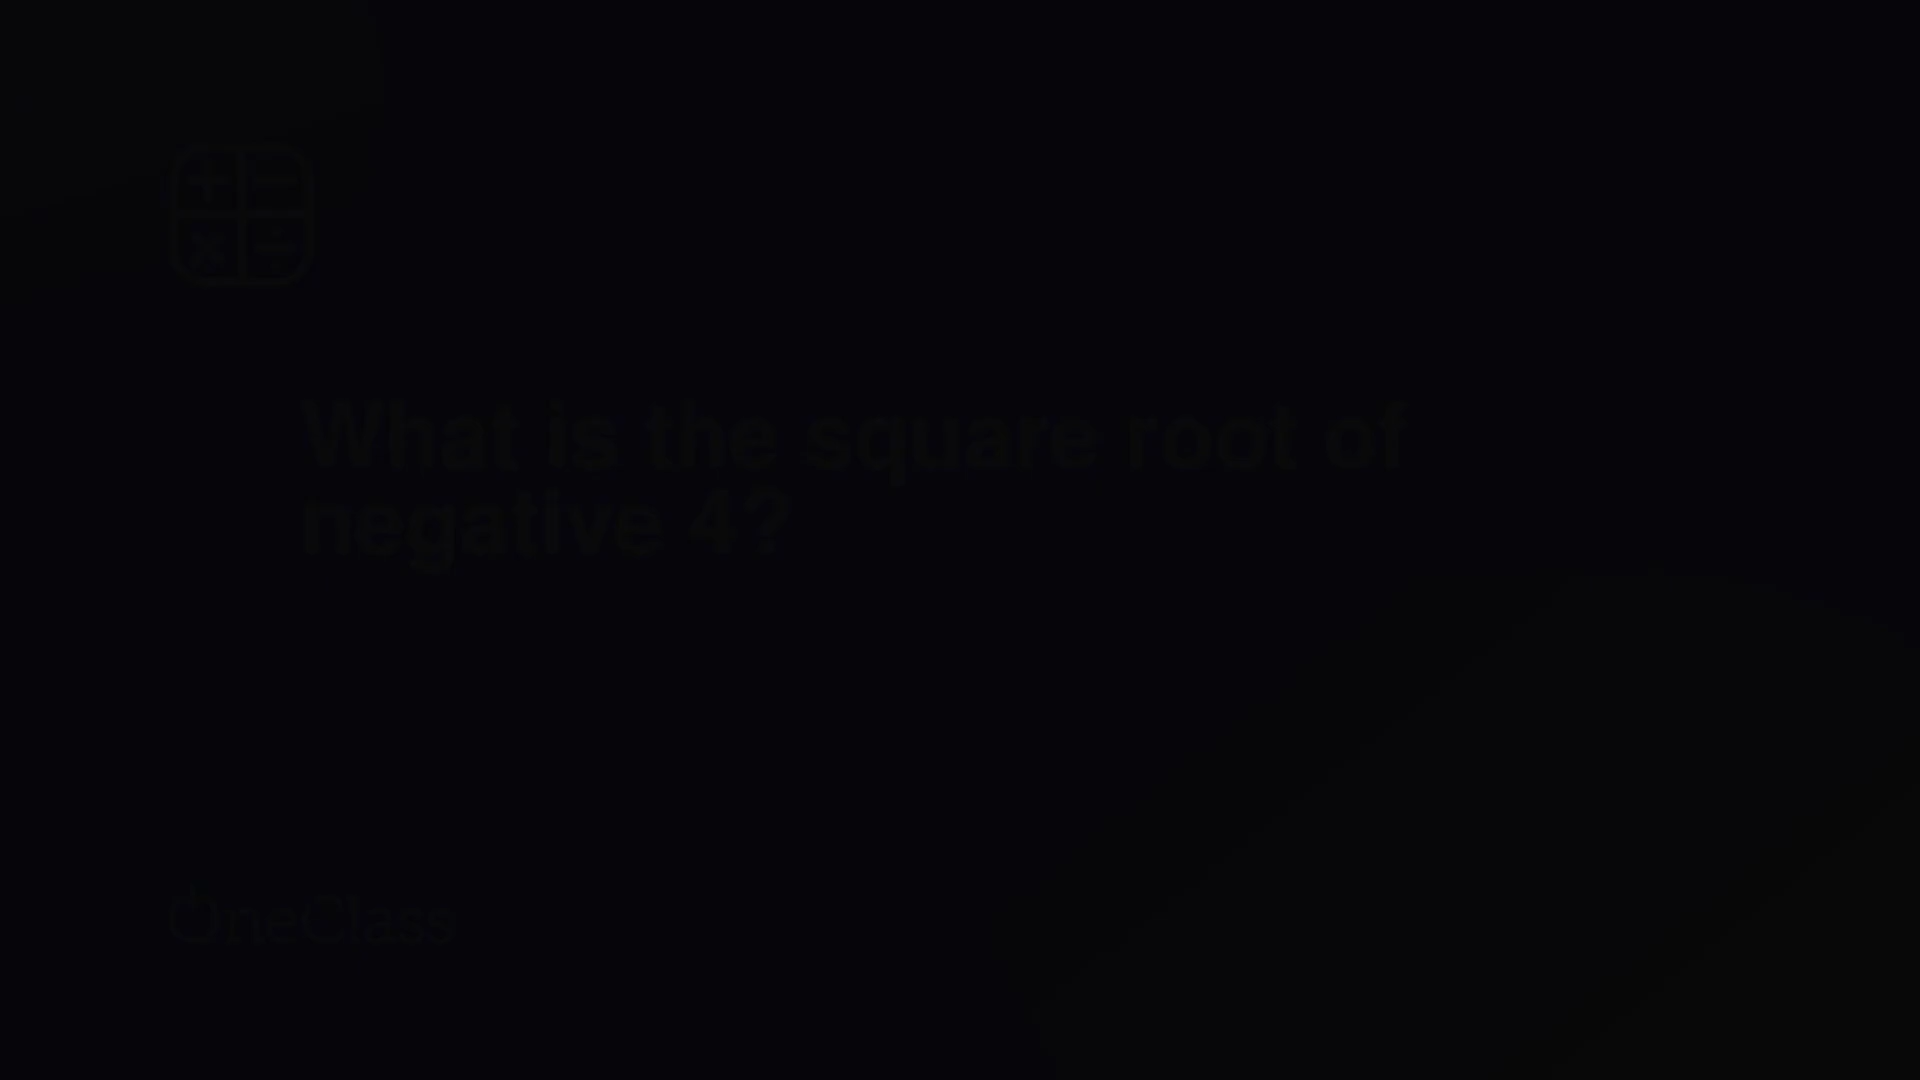 What is the square root of
negative 4?
OneClass